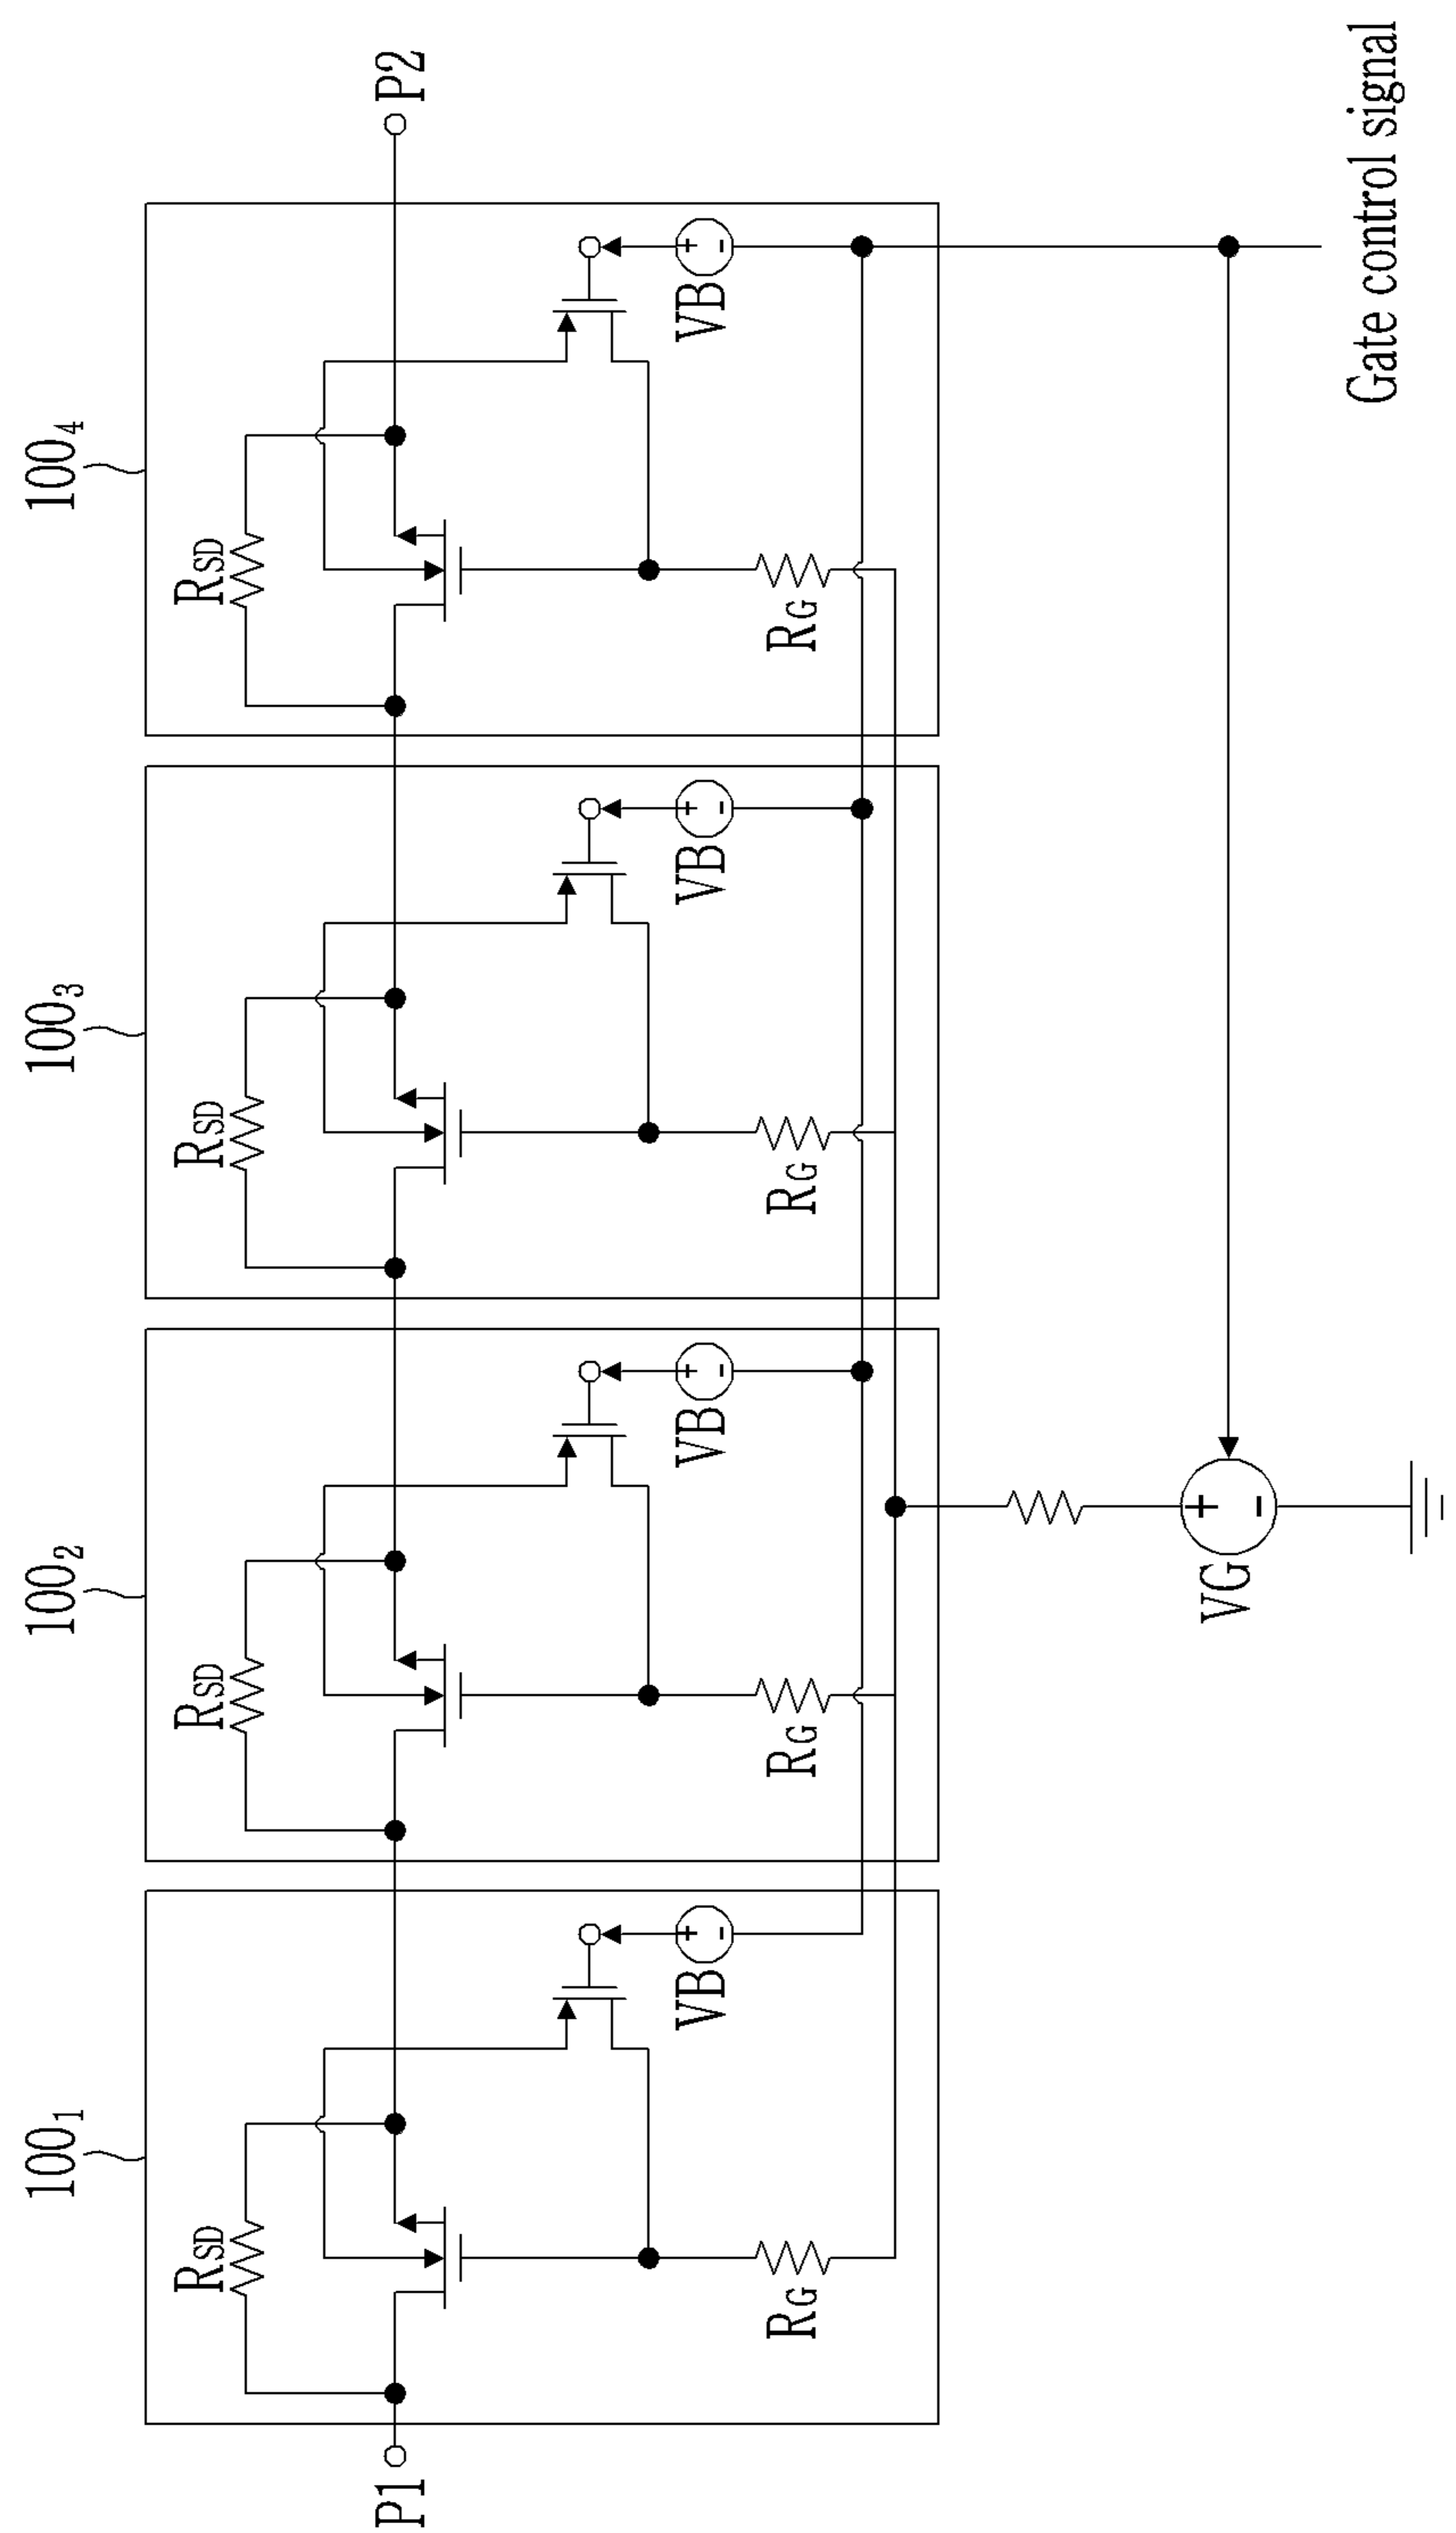 100₁
100₂
100₃
100₄
R_SD
R_SD
R_SD
R_SD
P1
P2
VB
VB
VB
VB
R_G
R_G
R_G
R_G
+
-
+
-
+
-
+
-
VG
+
-
Gate control signal